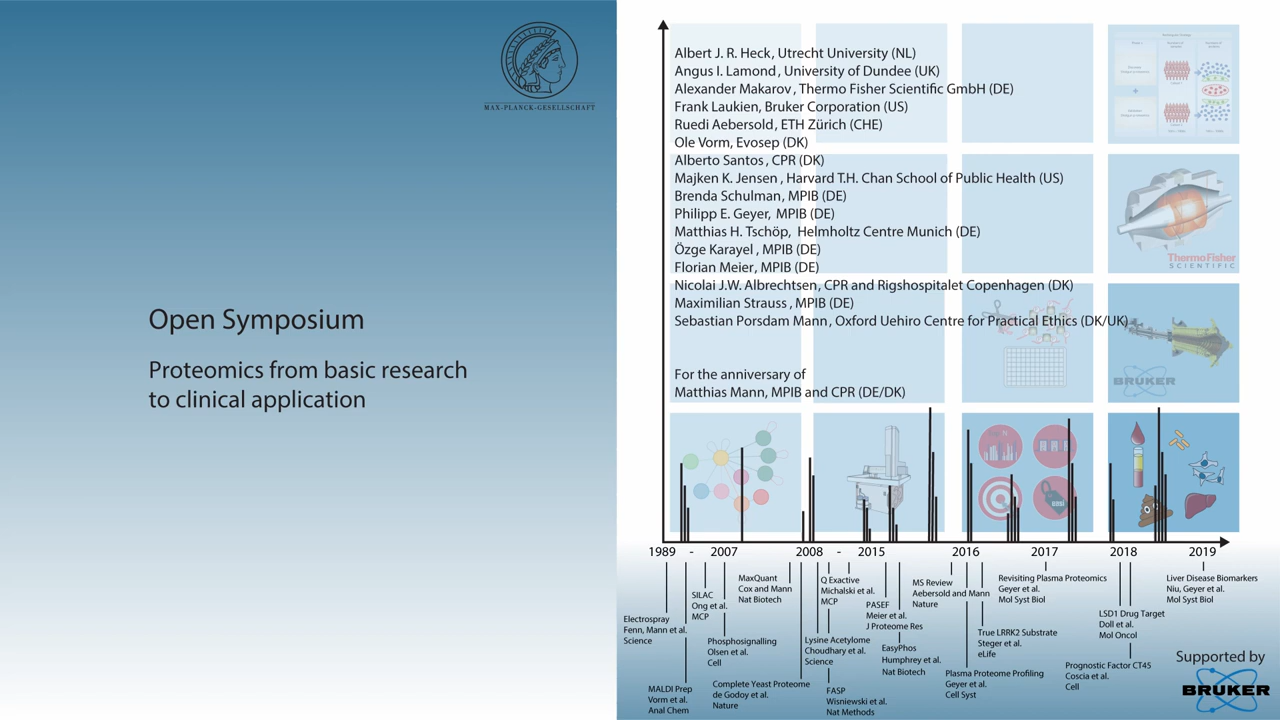 MAX-PLANCK-GESELLSCHAFT
Open Symposium
Proteomics from basic research
to clinical application
Albert J. R. Heck, Utrecht University (NL)
Angus I. Lamond, University of Dundee (UK)
Alexander Makarov, Thermo Fisher Scientific GmbH (DE)
Frank Laukien, Bruker Corporation (US)
Ruedi Aebersold, ETH Zürich (CHE)
Ole Vorm, Evosep (DK)
Alberto Santos, CPR (DK)
Majken K. Jensen, Harvard T.H. Chan School of Public Health (US)
Brenda Schulman, MPIB (DE)
Philipp E. Geyer, MPIB (DE)
Matthias H. Tschöp, Helmholtz Centre Munich (DE)
Özge Karayel, MPIB (DE)
Florian Meier, MPIB (DE)
Nicolai J.W. Albrechtsen, CPR and Rigshospitalet Copenhagen (DK)
Maximilian Strauss, MPIB (DE)
Sebastian Porsdam Mann, Oxford Uehiro Centre for Practical Ethics (DK/UK)
For the anniversary of
Matthias Mann, MPIB and CPR (DE/DK)
ThermoFisher
SCIENTIFIC
BRUKER
1989 - 2007 2008 - 2015 2016 2017 2018 2019
Electrospray
Fenn, Mann et al.
Science
MALDI Prep
Vorm et al.
Anal Chem
SILAC
Ong et al.
MCP
Phosphosignalling
Olsen et al.
Cell
MaxQuant
Cox and Mann
Nat Biotech
Complete Yeast Proteome
de Godoy et al.
Nature
Lysine Acetylome
Choudhary et al.
Science
Q Exactive
Michalski et al.
MCP
FASP
Wisniewski et al.
Nat Methods
PASEF
Meier et al.
J Proteome Res
EasyPhos
Humphrey et al.
Nat Biotech
MS Review
Aebersold and Mann
Nature
Plasma Proteome Profiling
Geyer et al.
Cell Syst
True LRRK2 Substrate
Steger et al.
eLife
Revisiting Plasma Proteomics
Geyer et al.
Mol Syst Biol
LSD1 Drug Target
Doll et al.
Mol Oncol
Prognostic Factor CT45
Coscia et al.
Cell
Liver Disease Biomarkers
Niu, Geyer et al.
Mol Syst Biol
Supported by
BRUKER